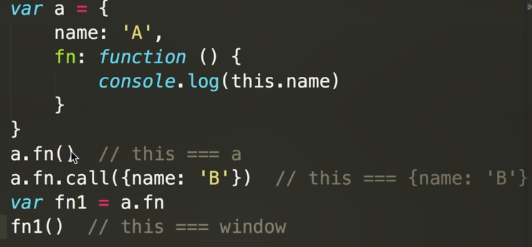 var a = {
    name: 'A',
    fn: function () {
        console.log(this.name)
    }
}
a.fn()  // this === a
a.fn.call({name: 'B'})  // this === {name: 'B'}
var fn1 = a.fn
fn1()  // this === window